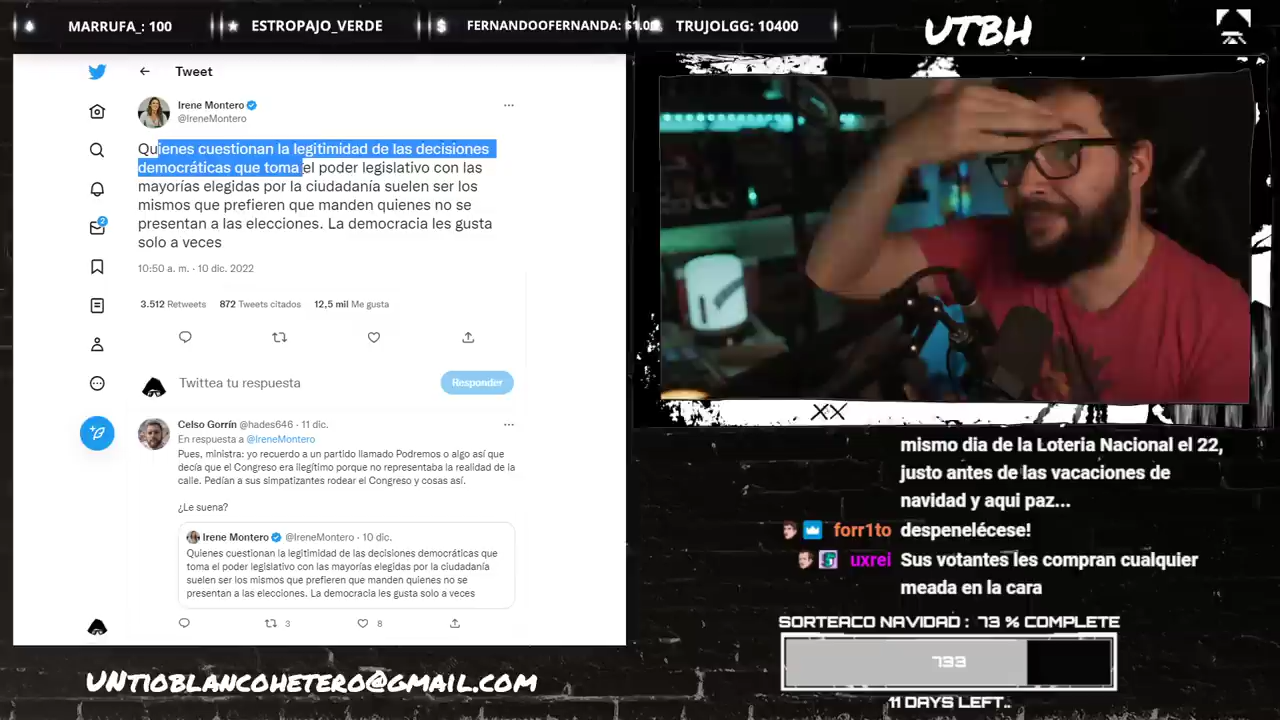 MARRUFA_: 100
ESTROPAJO_VERDE
FERNANDOOFERNANDA: $1.0
TRUJOLGG: 10400
UTBH
Tweet
Irene Montero
@IreneMontero
Quienes cuestionan la legitimidad de las decisiones
democráticas que toma el poder legislativo con las
mayorías elegidas por la ciudadanía suelen ser los
mismos que prefieren que manden quienes no se
presentan a las elecciones. La democracia les gusta
solo a veces
10:50 a. m. · 10 dic. 2022
3.512 Retweets 872 Tweets citados 12,5 mil Me gusta
2
Twittea tu respuesta
Responder
Celso Gorrín @hades646 · 11 dic.
En respuesta a @IreneMontero
Pues, ministra: yo recuerdo a un partido llamado Podremos o algo así que
decía que el Congreso era ilegítimo porque no representaba la realidad de la
calle. Pedían a sus simpatizantes rodear el Congreso y cosas así.
¿Le suena?
Irene Montero @IreneMontero · 10 dic.
Quienes cuestionan la legitimidad de las decisiones democráticas que
toma el poder legislativo con las mayorías elegidas por la ciudadanía
suelen ser los mismos que prefieren que manden quienes no se
presentan a las elecciones. La democracia les gusta solo a veces
3 8
mismo dia de la Loteria Nacional el 22,
justo antes de las vacaciones de
navidad y aqui paz...
forr1to despenelécese!
uxrei Sus votantes les compran cualquier
meada en la cara
SORTEACO NAVIDAD : 73 % COMPLETE
733
11 DAYS LEFT..
UNTIOBLANCOHETERO@GMAIL.COM